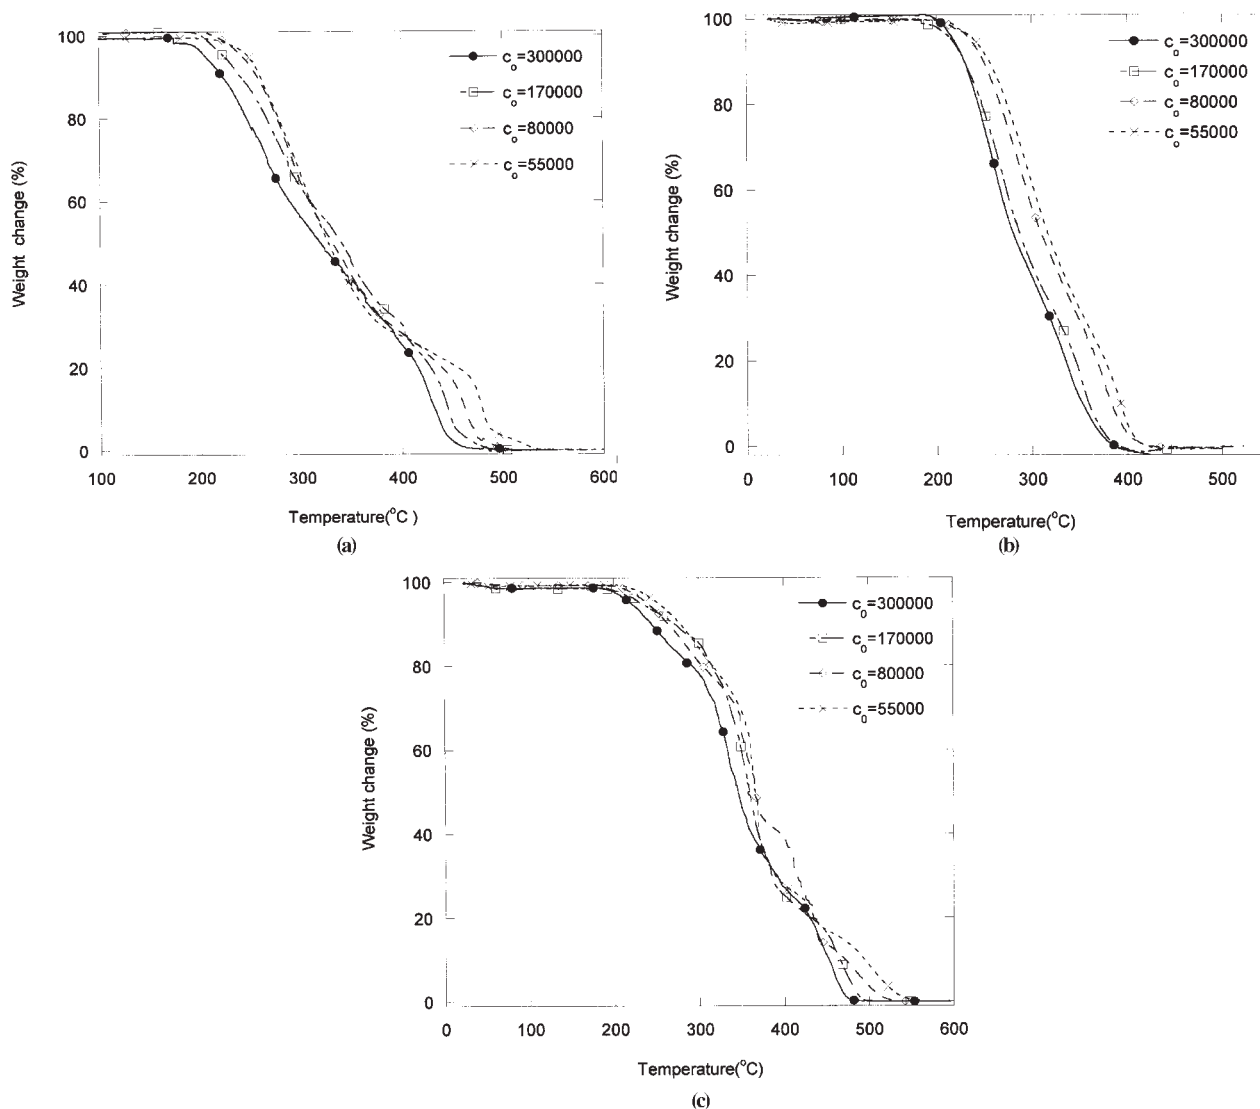 100
80
60
40
20
0
100
200
300
400
500
600
Weight change (%)
Temperature(°C )
c₀=300000
c₀=170000
c₀=80000
c₀=55000
(a)
100
80
60
40
20
0
0
100
200
300
400
500
Weight change (%)
Temperature(°C)
c₀=300000
c₀=170000
c₀=80000
c₀=55000
(b)
100
80
60
40
20
0
0
100
200
300
400
500
600
Weight change (%)
Temperature(°C)
c₀=300000
c₀=170000
c₀=80000
c₀=55000
(c)